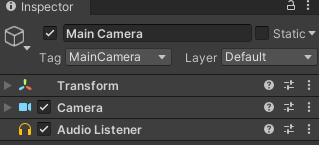 Inspector
Main Camera Static
Tag MainCamera Layer Default
Transform
Camera
Audio Listener